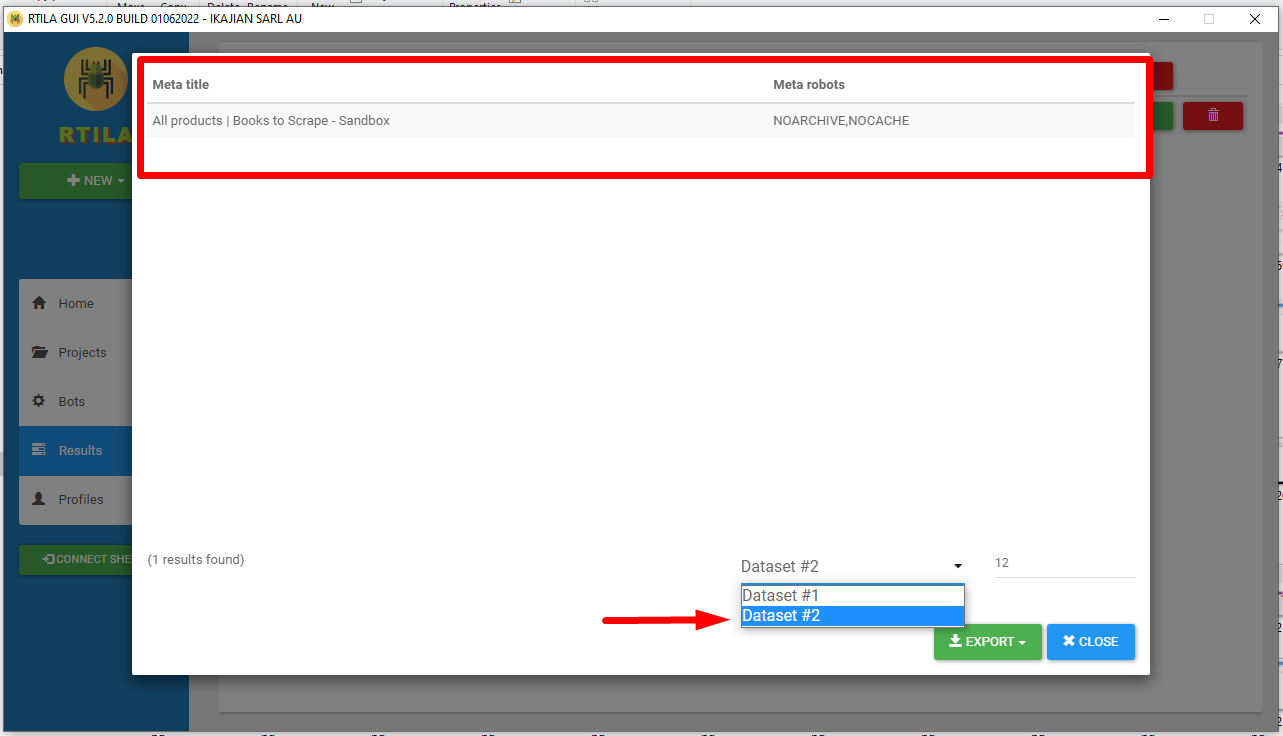 RTILA GUI V5.2.0 BUILD 01062022 - IKAJIAN SARL AU
RTILA
NEW
Home
Projects
Bots
Results
Profiles
CONNECT SHE
Meta title Meta robots
All products | Books to Scrape - Sandbox NOARCHIVE,NOCACHE
(1 results found)
Dataset #2
12
Dataset #1
Dataset #2
EXPORT
CLOSE